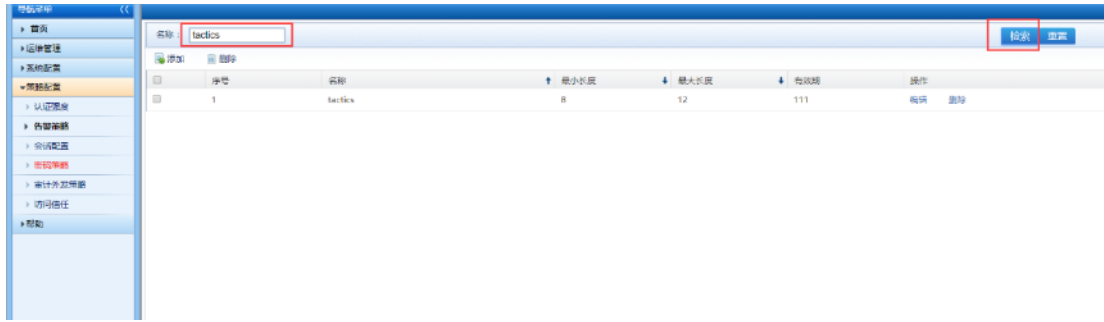 导航菜单
首页
运维管理
系统配置
策略配置
认证强度
告警策略
会话配置
密码策略
审计外发策略
访问信任
帮助
名称： tactics 检索 重置
添加 删除
序号 名称 最小长度 最大长度 有效期 操作
1 tactics 8 12 111 编辑 删除